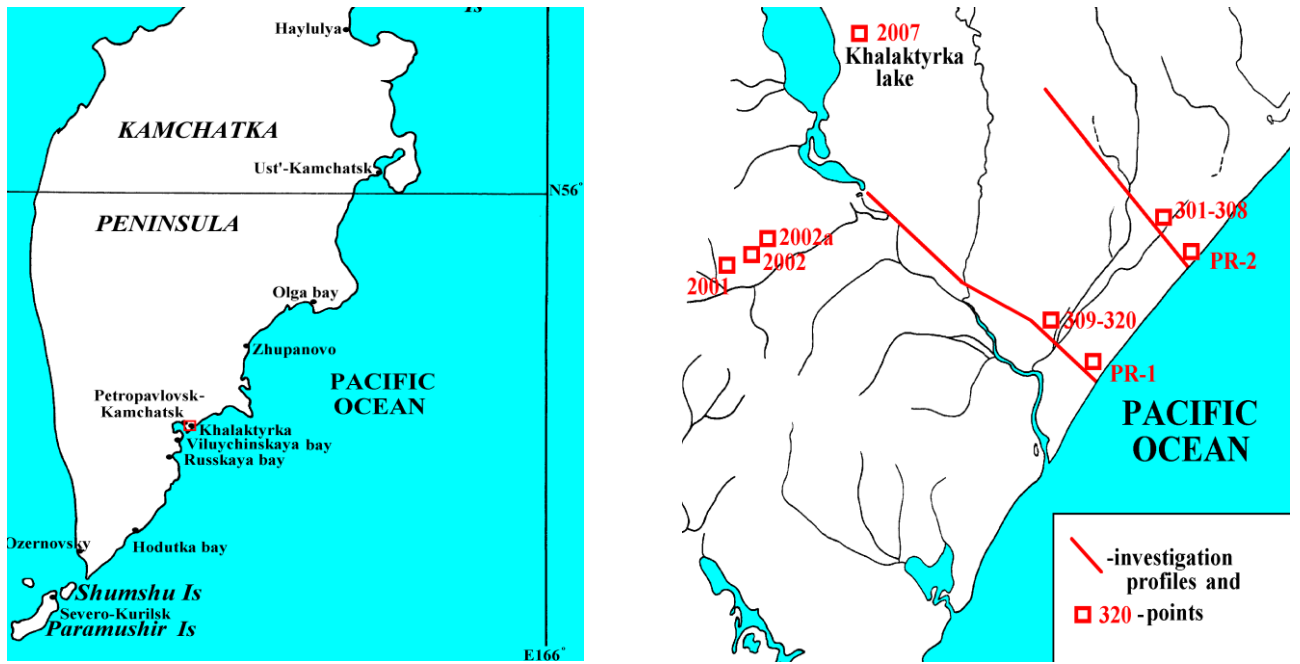 Is
Haylulya
KAMCHATKA
Ust'-Kamchatsk
N56°
PENINSULA
Olga bay
Zhupanovo
PACIFIC
OCEAN
Petropavlovsk-
Kamchatsk
Khalaktyrka
Viluychinskaya bay
Russkaya bay
Ozernovsky
Hodutka bay
Shumshu Is
Severo-Kurilsk
Paramushir Is
E166°
2007
Khalaktyrka
lake
301-308
2002a
2002
2001
PR-2
309-320
PR-1
PACIFIC
OCEAN
-investigation
profiles and
320 -points